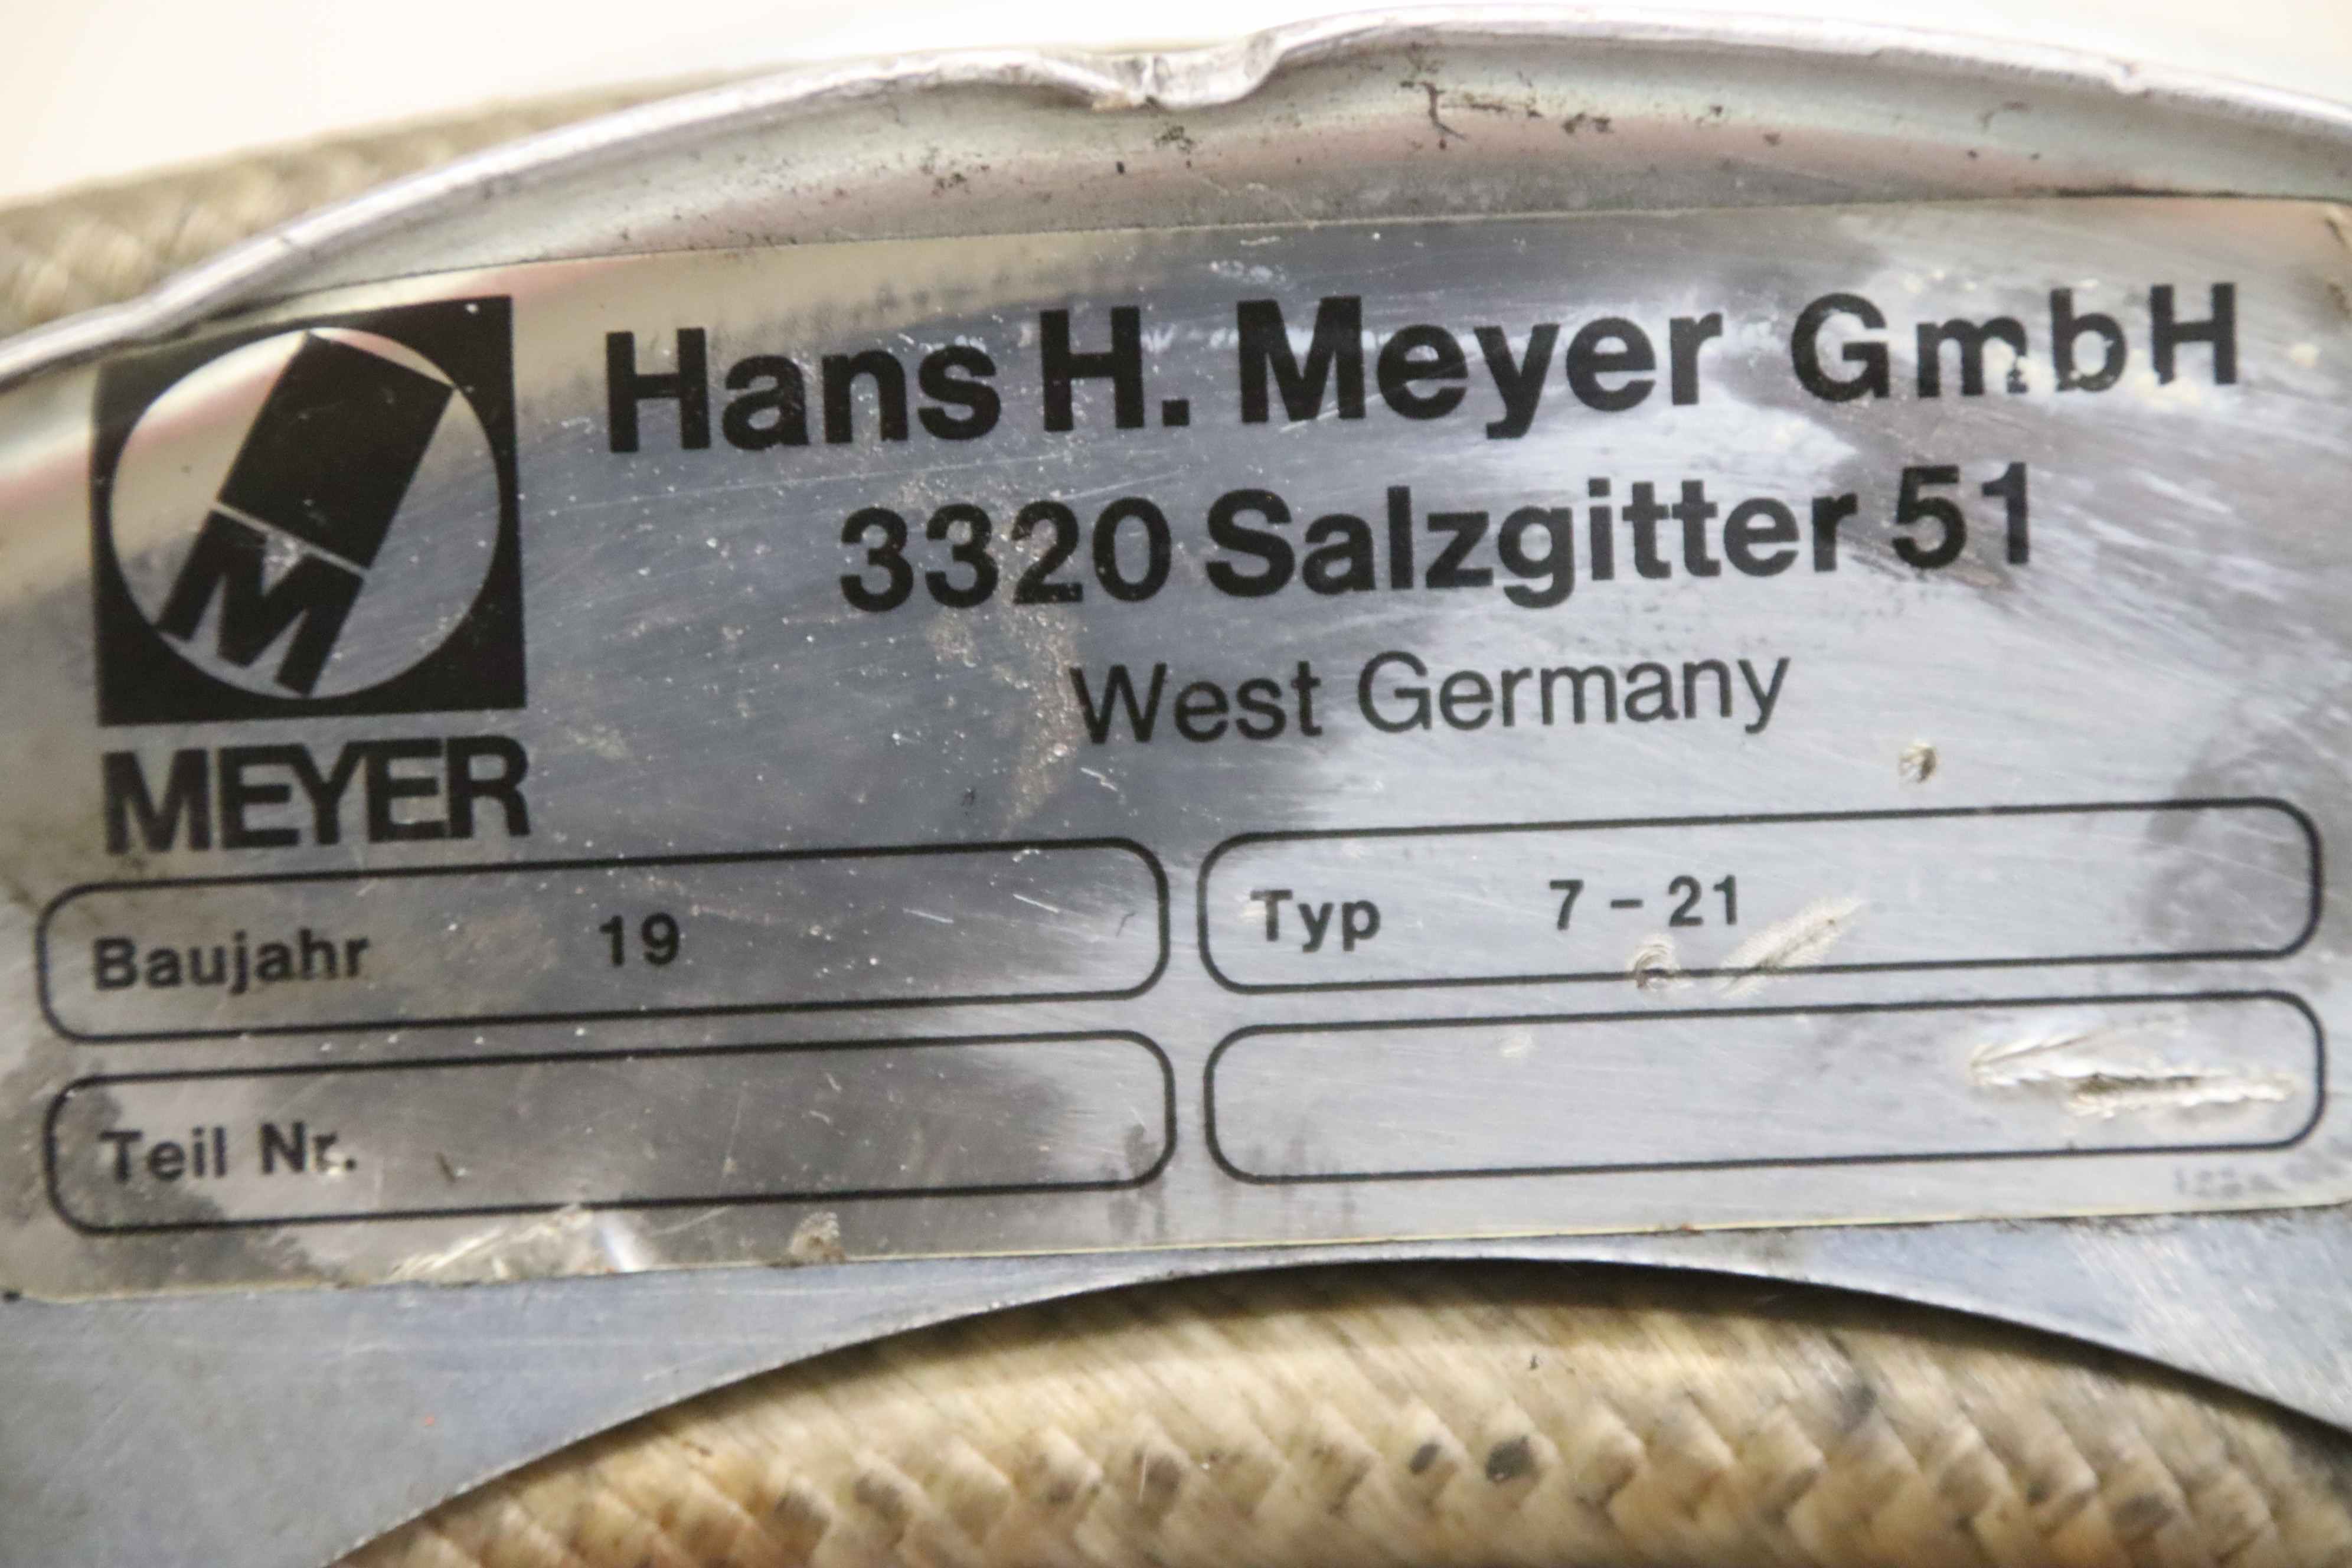 Hans H. Meyer GmbH
3320 Salzgitter 51
West Germany
M
MEYER
Baujahr 19
Typ 7 - 21
Teil Nr.